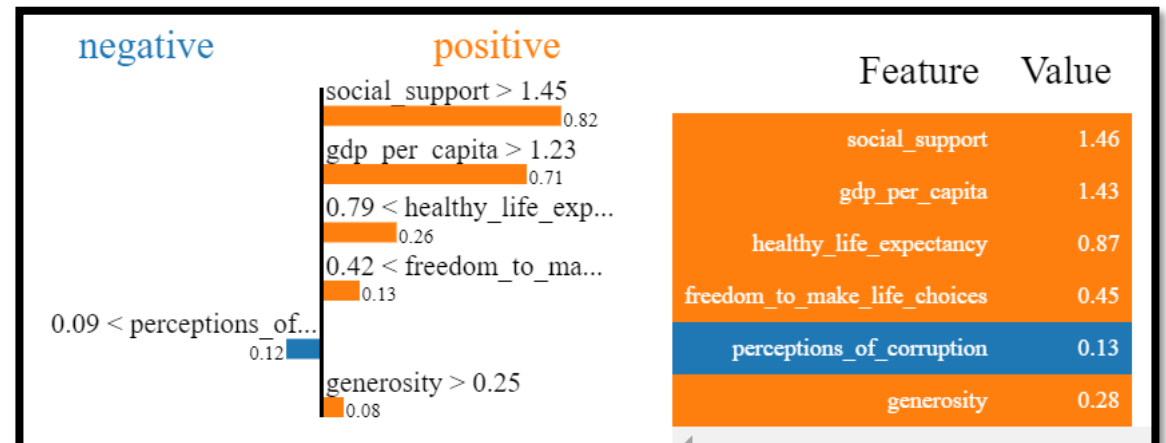 negative positive
social_support > 1.45
0.82
gdp_per_capita > 1.23
0.71
0.79 < healthy_life_exp...
0.26
0.42 < freedom_to_ma...
0.13
0.09 < perceptions_of...
0.12
generosity > 0.25
0.08
Feature Value
social_support 1.46
gdp_per_capita 1.43
healthy_life_expectancy 0.87
freedom_to_make_life_choices 0.45
perceptions_of_corruption 0.13
generosity 0.28